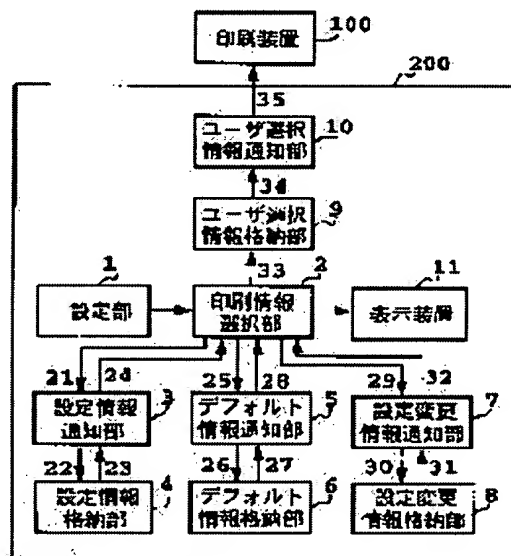 印刷装置
100
200
35
ユーザ選択
情報通知部
10
34
ユーザ選択
情報格納部
9
33
1
設定部
2
印刷情報
選択部
11
表示装置
21
24
25
28
29
32
設定情報
通知部
3
デフォルト
情報通知部
5
設定変更
情報通知部
7
22
23
26
27
30
31
設定情報
格納部
4
デフォルト
情報格納部
6
設定変更
情報格納部
8